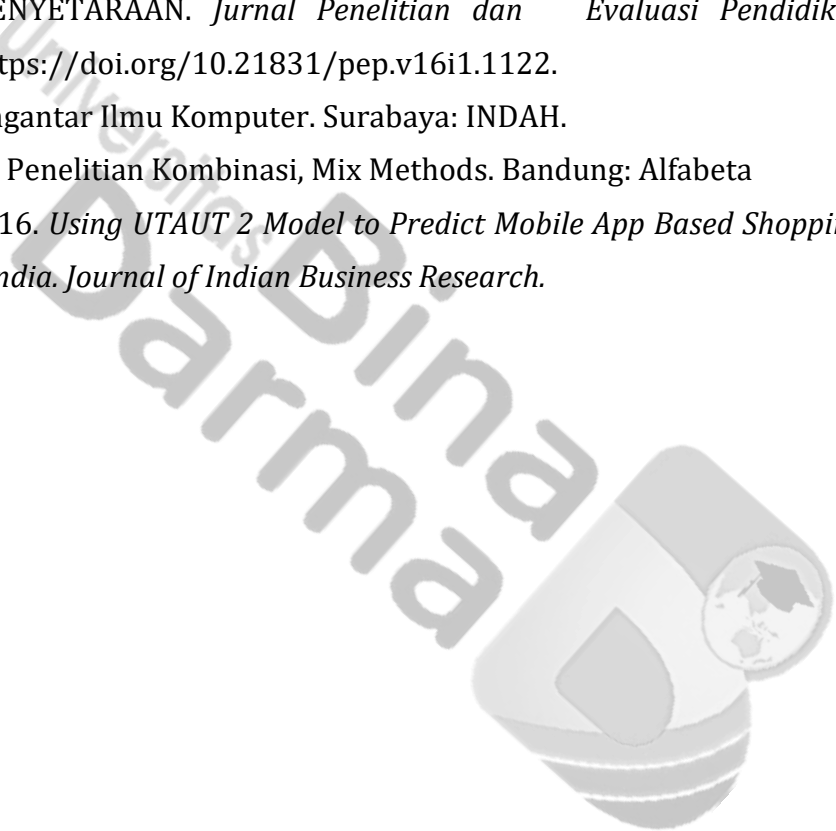 ENYETARAAN. Jurnal Penelitian dan Evaluasi Pendidik
tps://doi.org/10.21831/pep.v16i1.1122.
gantar Ilmu Komputer. Surabaya: INDAH.
Penelitian Kombinasi, Mix Methods. Bandung: Alfabeta
16. Using UTAUT 2 Model to Predict Mobile App Based Shoppin
ndia. Journal of Indian Business Research.
Universitas
Bina
Darma